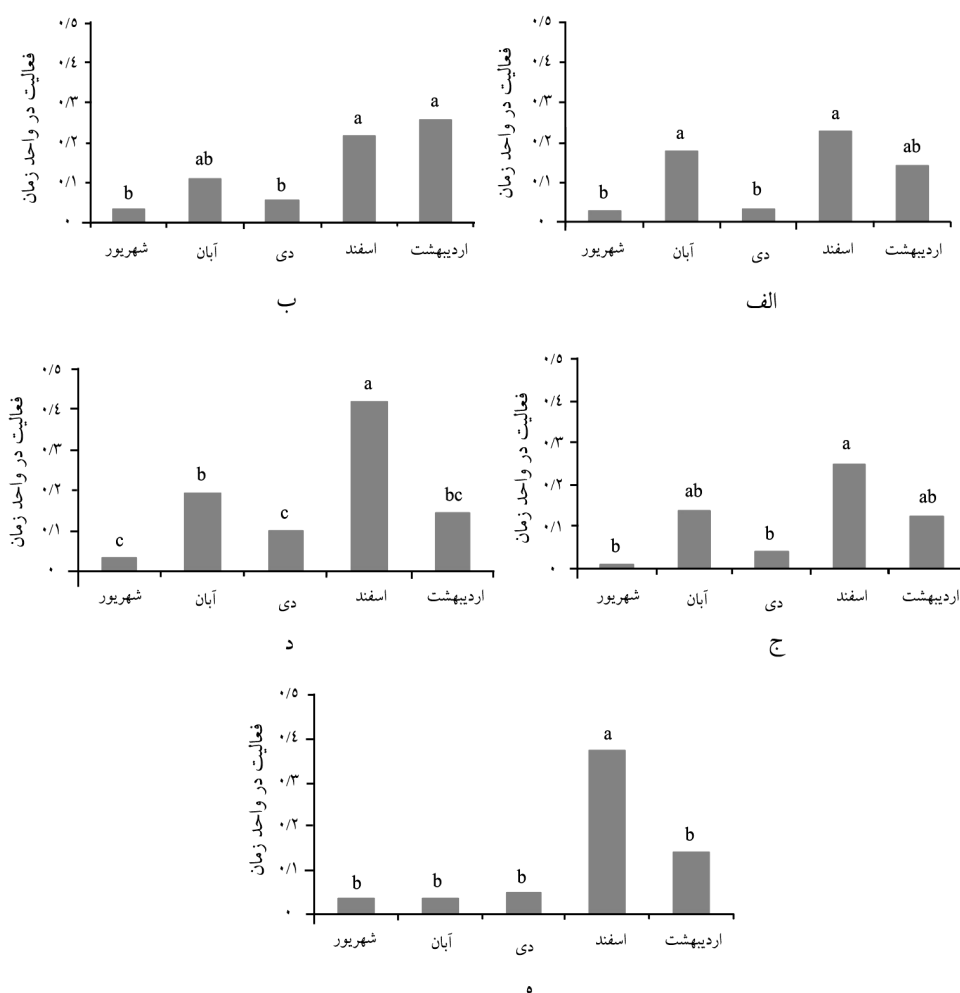 فعالیت در واحد زمان
۰/۵
۰/٤
۰/۳
۰/۲
۰/۱
۰
b
a
b
a
ab
شهریور
آبان
دی
اسفند
اردیبهشت
الف
فعالیت در واحد زمان
۰/۵
۰/٤
۰/۳
۰/۲
۰/۱
۰
b
ab
b
a
a
شهریور
آبان
دی
اسفند
اردیبهشت
ب
فعالیت در واحد زمان
۰/۵
۰/٤
۰/۳
۰/۲
۰/۱
۰
b
ab
b
a
ab
شهریور
آبان
دی
اسفند
اردیبهشت
ج
فعالیت در واحد زمان
۰/۵
۰/٤
۰/۳
۰/۲
۰/۱
۰
c
b
c
a
bc
شهریور
آبان
دی
اسفند
اردیبهشت
د
فعالیت در واحد زمان
۰/۵
۰/٤
۰/۳
۰/۲
۰/۱
۰
b
b
b
a
b
شهریور
آبان
دی
اسفند
اردیبهشت
ه